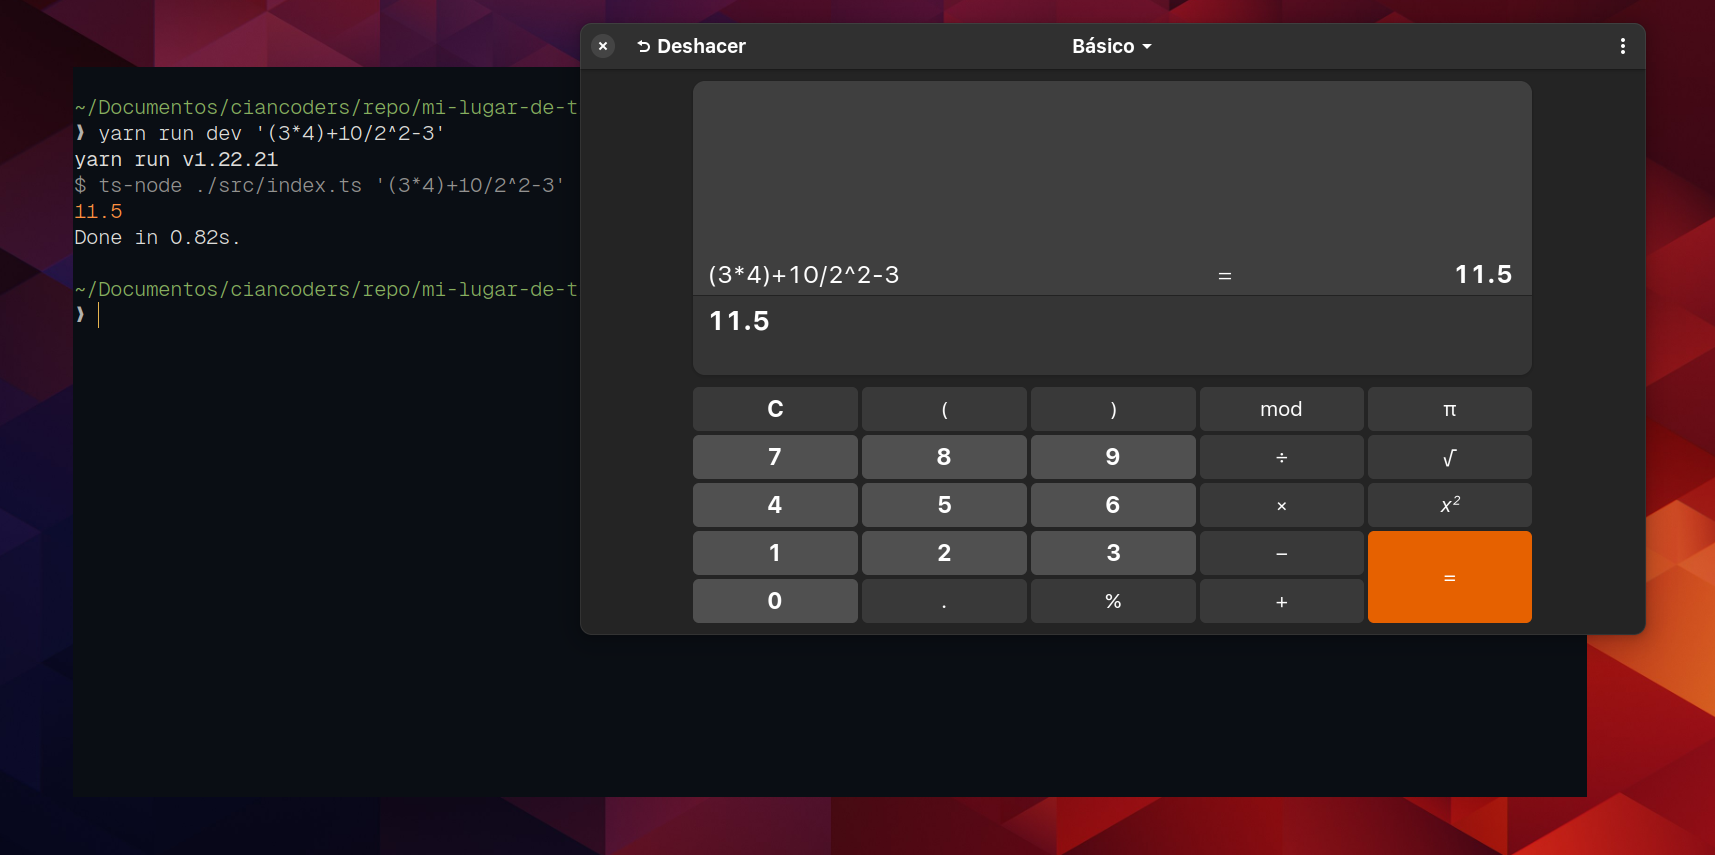 ~/Documentos/ciancoders/repo/mi-lugar-de-t
❱ yarn run dev '(3*4)+10/2^2-3'
yarn run v1.22.21
$ ts-node ./src/index.ts '(3*4)+10/2^2-3'
11.5
Done in 0.82s.
~/Documentos/ciancoders/repo/mi-lugar-de-t
❱
Deshacer Básico
(3*4)+10/2^2-3 = 11.5
11.5
C ( ) mod π
7 8 9 ÷ √
4 5 6 × x²
1 2 3 − =
0 . % +